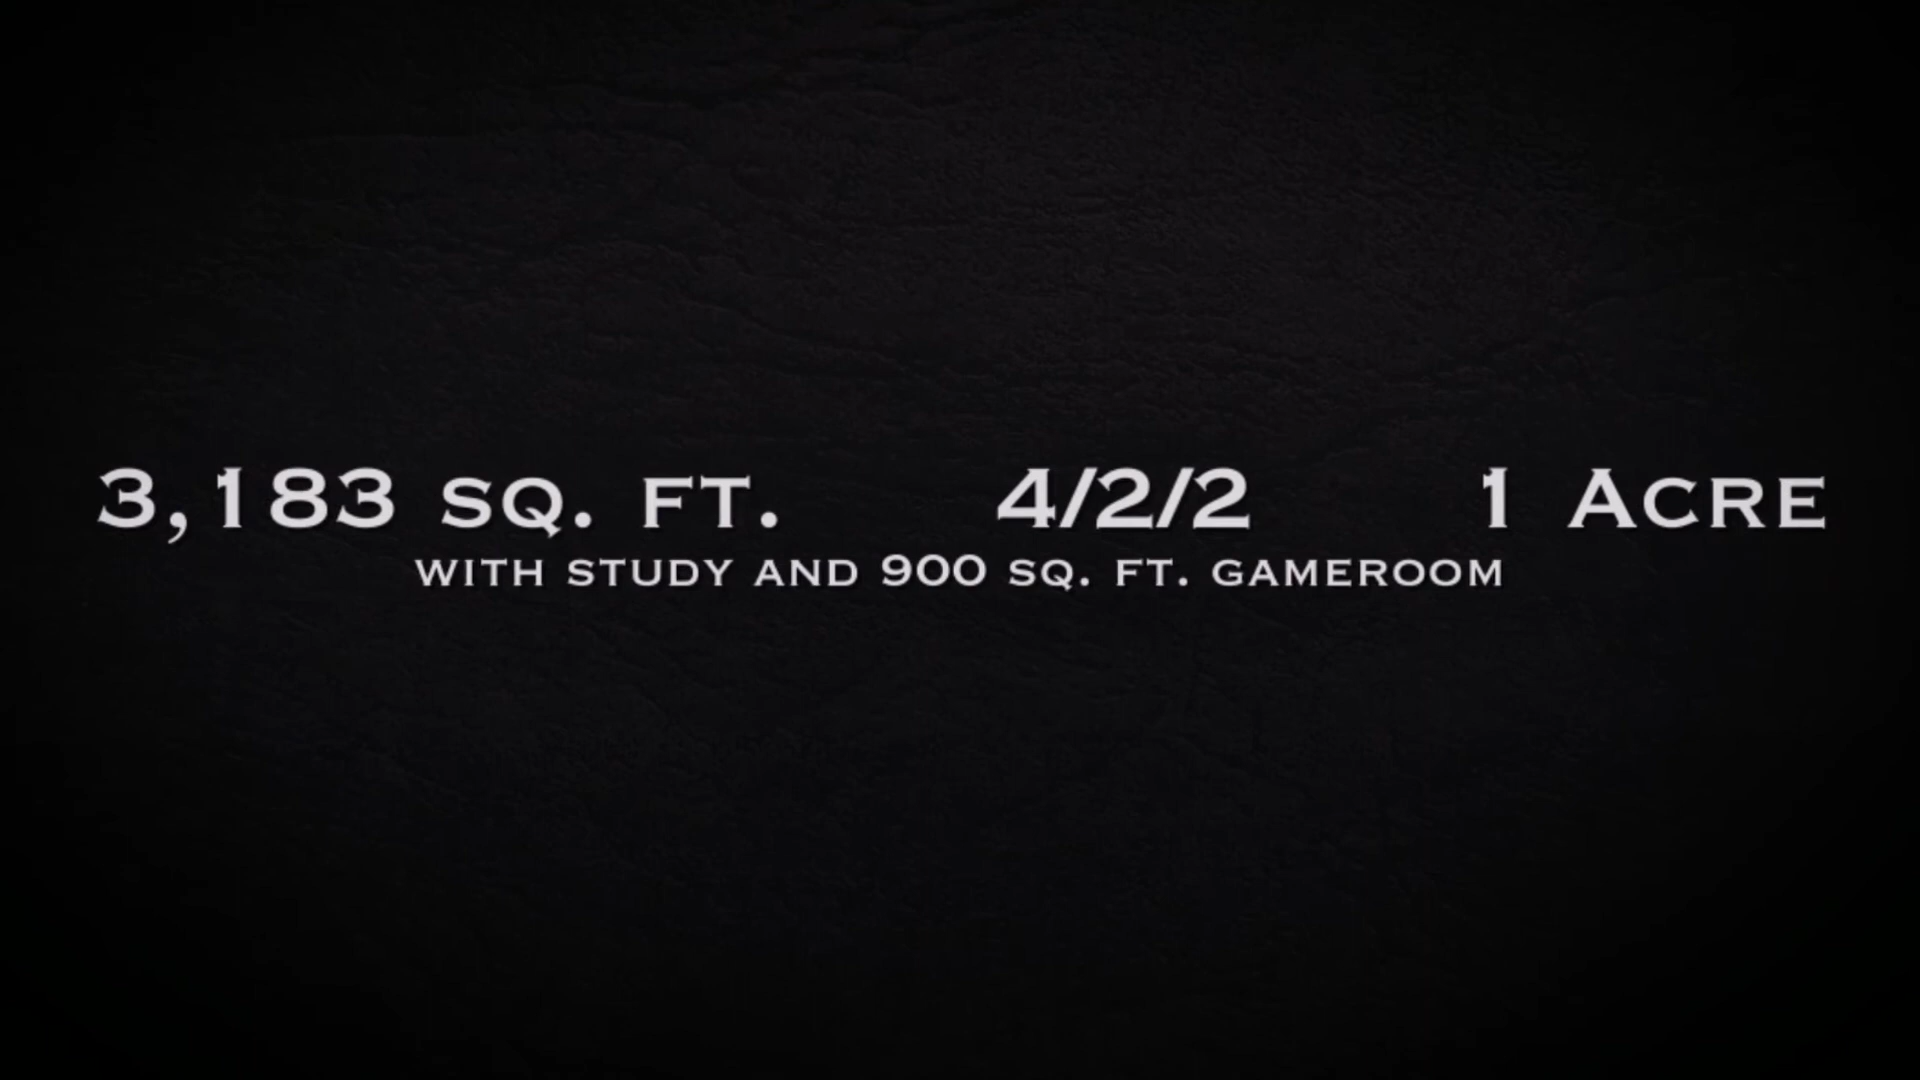 3,183 SQ. FT. 4/2/2 1 ACRE
WITH STUDY AND 900 SQ. FT. GAMEROOM